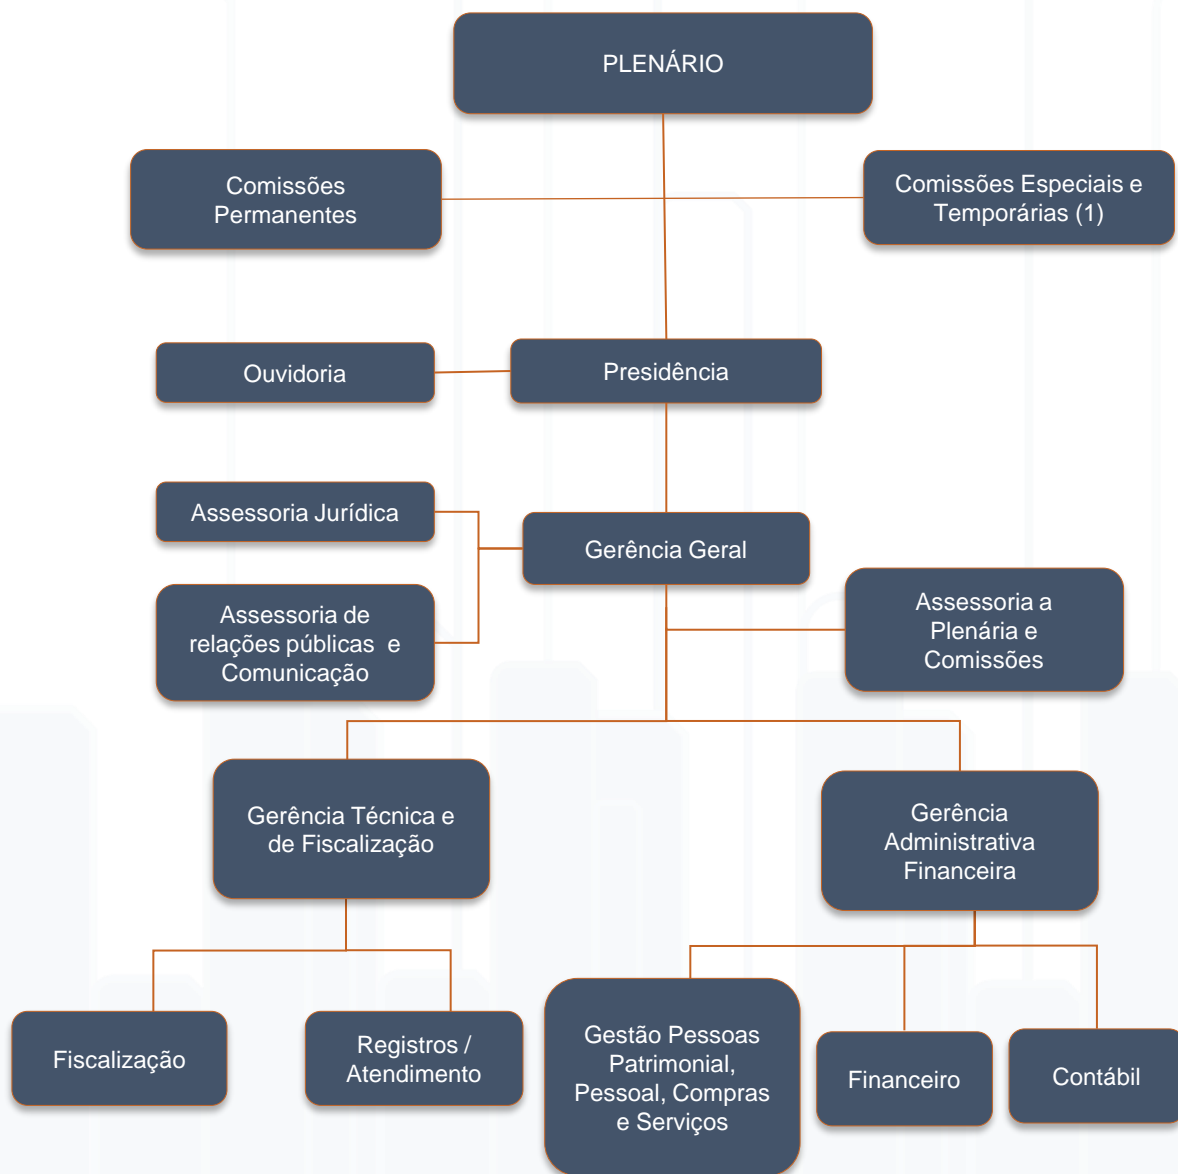 PLENÁRIO
Comissões
Permanentes
Comissões Especiais e
Temporárias (1)
Ouvidoria
Presidência
Assessoria Jurídica
Gerência Geral
Assessoria de
relações públicas e
Comunicação
Assessoria a
Plenária e
Comissões
Gerência Técnica e
de Fiscalização
Gerência
Administrativa
Financeira
Fiscalização
Registros /
Atendimento
Gestão Pessoas
Patrimonial,
Pessoal, Compras
e Serviços
Financeiro
Contábil